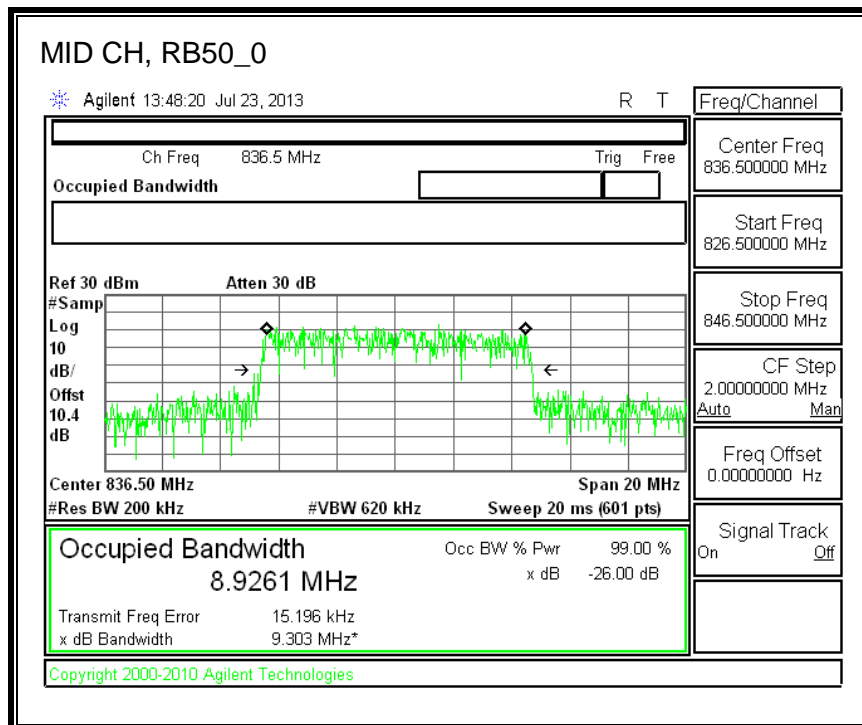 MID CH, RB50_0
Agilent 13:48:20 Jul 23, 2013 R T
Freq/Channel
Ch Freq 836.5 MHz Trig Free
Occupied Bandwidth
Center Freq
836.500000 MHz
Start Freq
826.500000 MHz
Stop Freq
846.500000 MHz
CF Step
2.00000000 MHz
Auto Man
Freq Offset
0.00000000 Hz
Signal Track
On Off
Ref 30 dBm Atten 30 dB
#Samp
Log
10
dB/
Offst
10.4
dB
Center 836.50 MHz Span 20 MHz
#Res BW 200 kHz #VBW 620 kHz Sweep 20 ms (601 pts)
Occupied Bandwidth Occ BW % Pwr 99.00 %
8.9261 MHz x dB -26.00 dB
Transmit Freq Error 15.196 kHz
x dB Bandwidth 9.303 MHz*
Copyright 2000-2010 Agilent Technologies